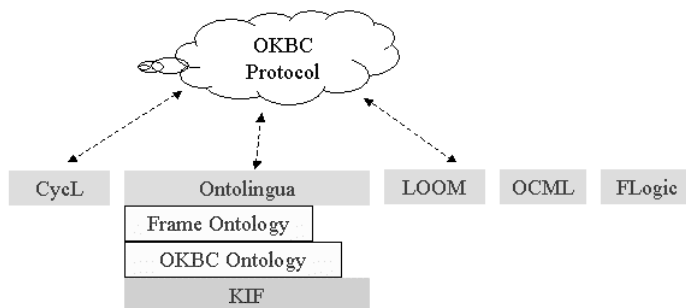 OKBC
Protocol
CycL
Ontolingua
LOOM
OCML
FLogic
Frame Ontology
OKBC Ontology
KIF